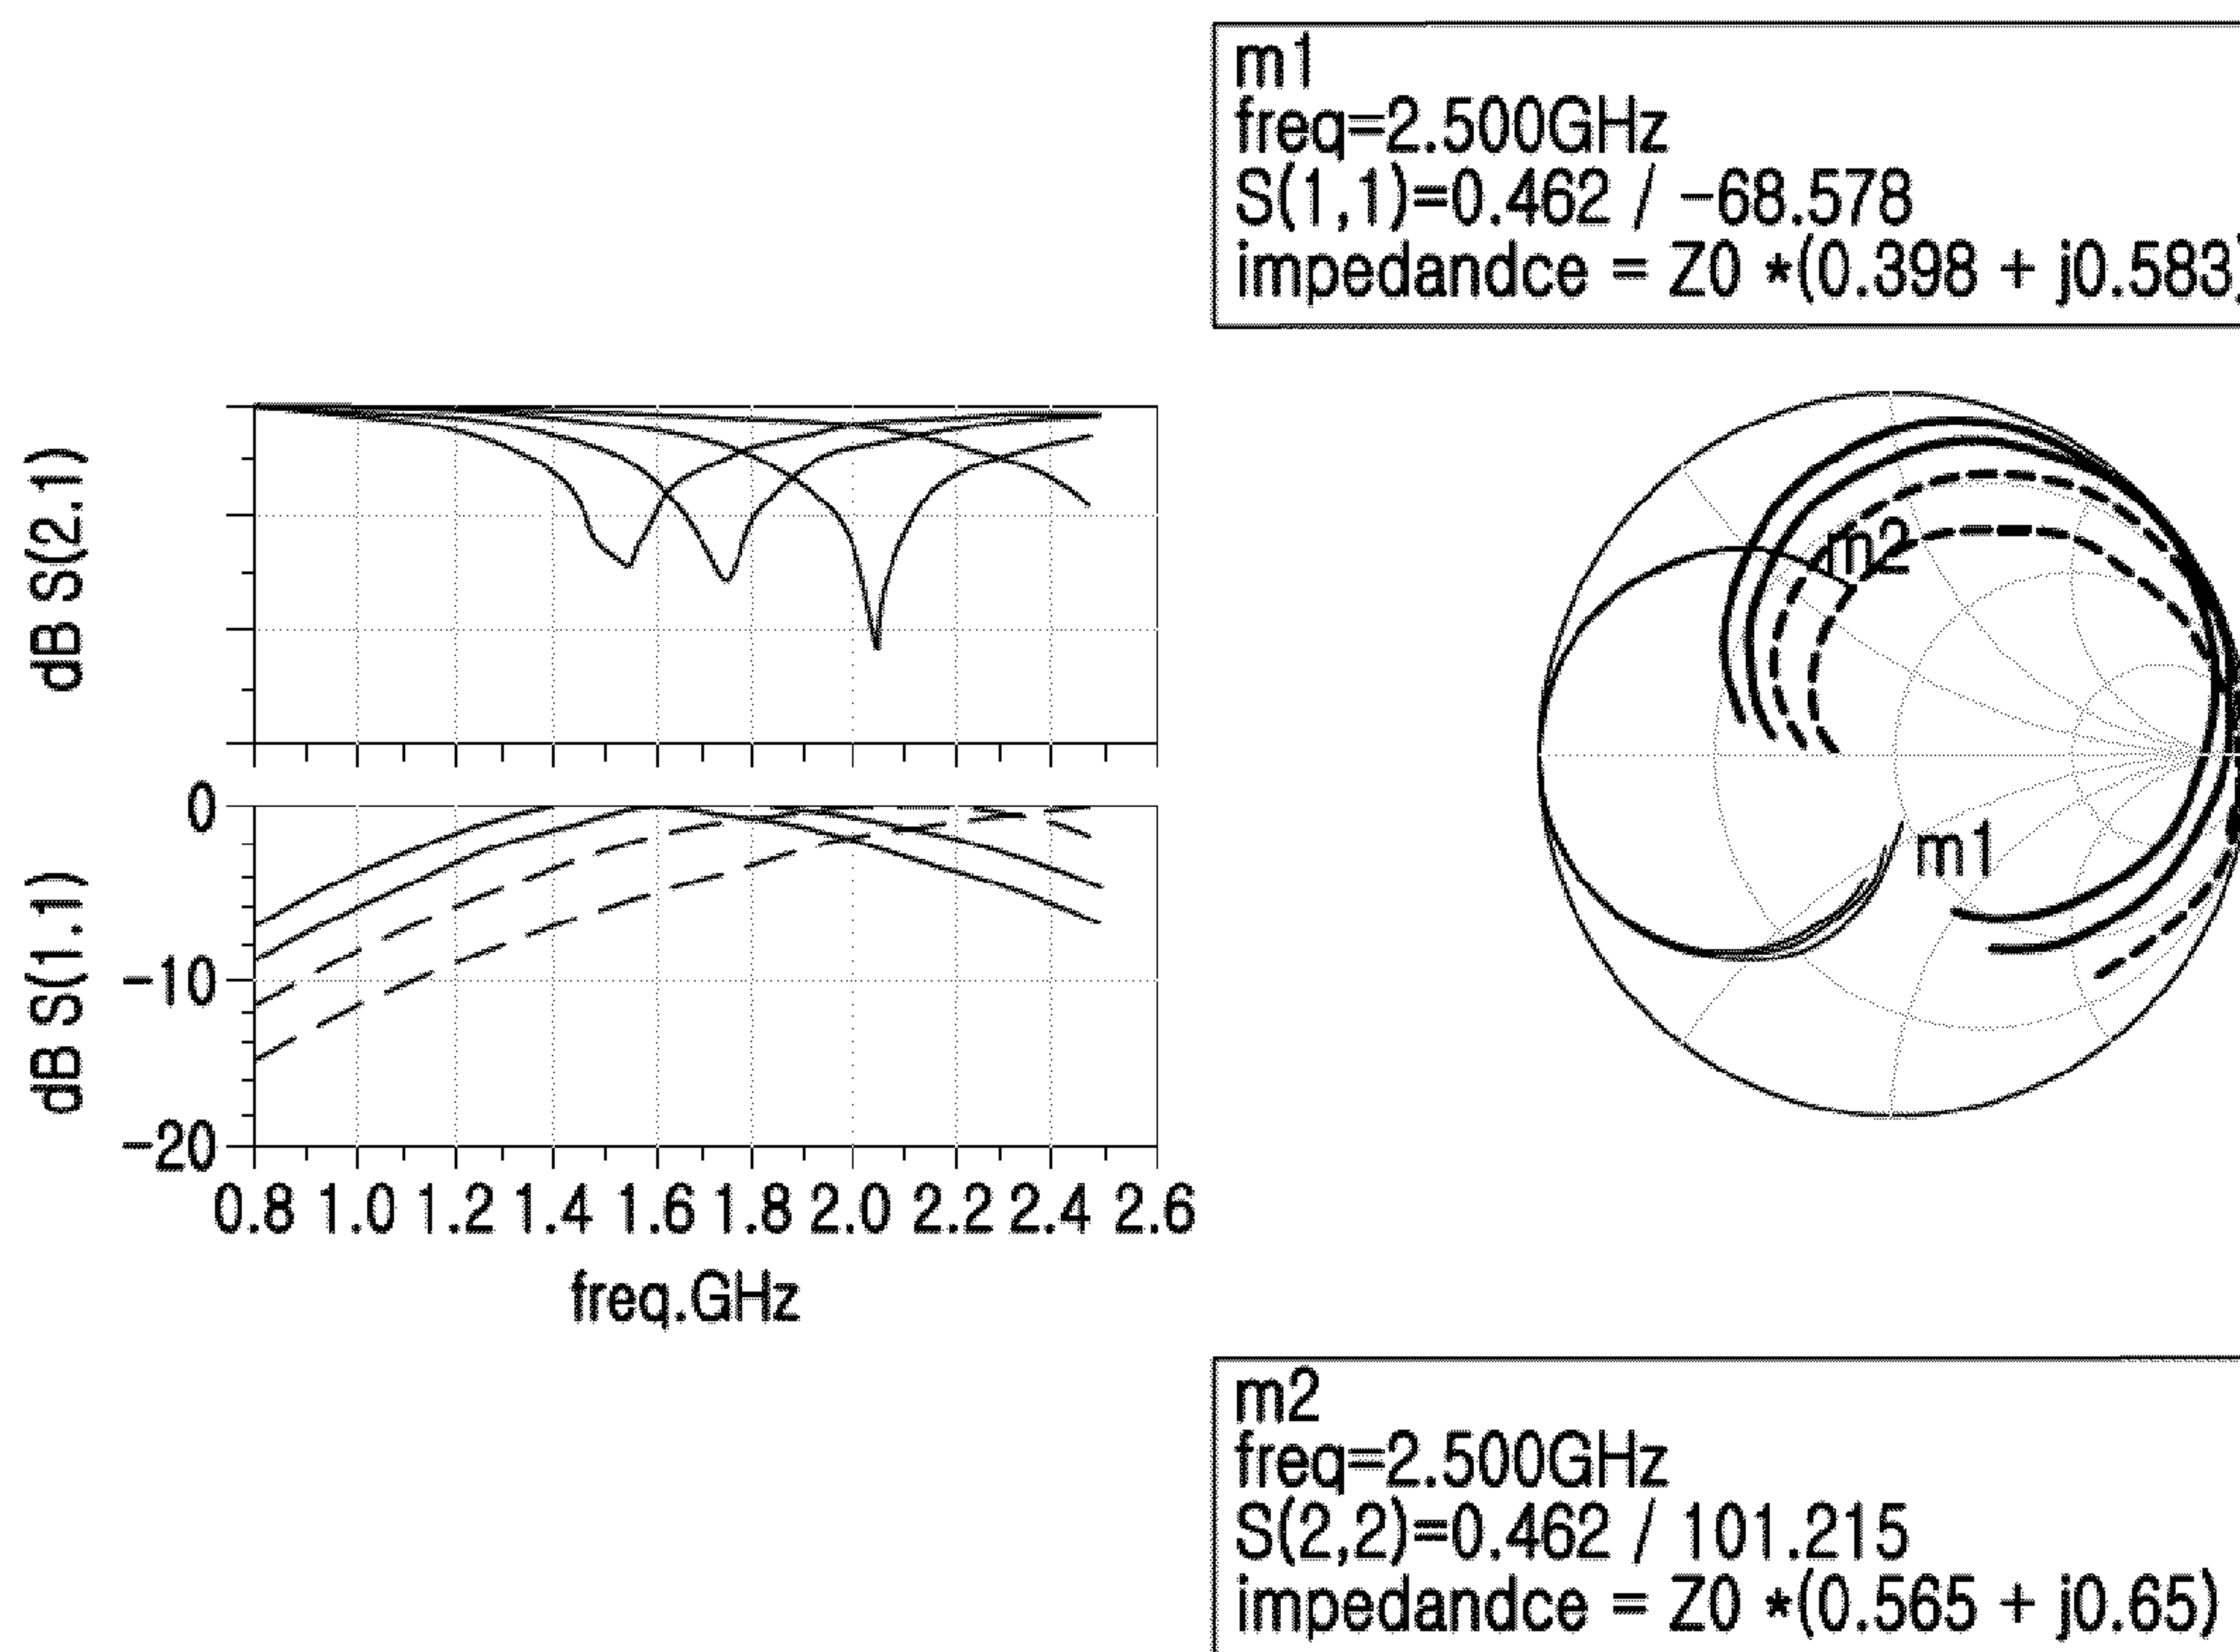 m1
freq=2.500GHz
S(1,1)=0.462 / -68.578
impedandce = Z0 *(0.398 + j0.583)
dB S(2.1)
m2
m1
dB S(1.1)
0
-10
-20
0.8 1.0 1.2 1.4 1.6 1.8 2.0 2.2 2.4 2.6
freq.GHz
m2
freq=2.500GHz
S(2,2)=0.462 / 101.215
impedandce = Z0 *(0.565 + j0.65)